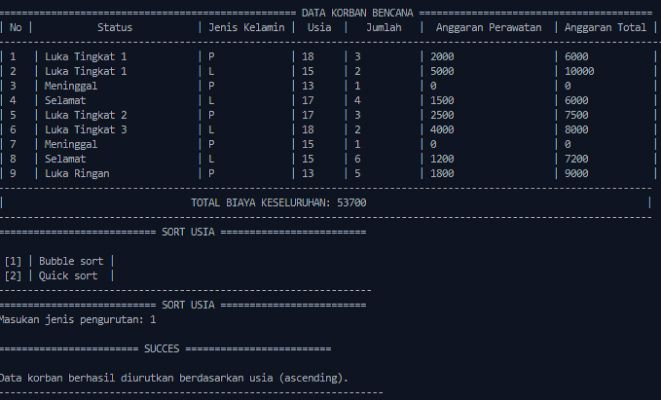 ==================================================== DATA KORBAN BENCANA ========================================
| No | Status | Jenis Kelamin | Usia | Jumlah | Anggaran Perawatan | Anggaran Total |
| 1 | Luka Tingkat 1 | P | 18 | 3 | 2000 | 6000
| 2 | Luka Tingkat 1 | L | 15 | 2 | 5000 | 10000
| 3 | Meninggal | P | 13 | 1 | 0 | 0
| 4 | Selamat | L | 17 | 4 | 1500 | 6000
| 5 | Luka Tingkat 2 | P | 17 | 3 | 2500 | 7500
| 6 | Luka Tingkat 3 | L | 18 | 2 | 4000 | 8000
| 7 | Meninggal | P | 15 | 1 | 0 | 0
| 8 | Selamat | L | 15 | 6 | 1200 | 7200
| 9 | Luka Ringan | P | 13 | 5 | 1800 | 9000
| TOTAL BIAYA KESELURUHAN: 53700 |
=========================== SORT USIA =========================
[1] | Bubble sort |
[2] | Quick sort |
=========================== SORT USIA =========================
Masukan jenis pengurutan: 1
======================== SUCCES =========================
Data korban berhasil diurutkan berdasarkan usia (ascending).